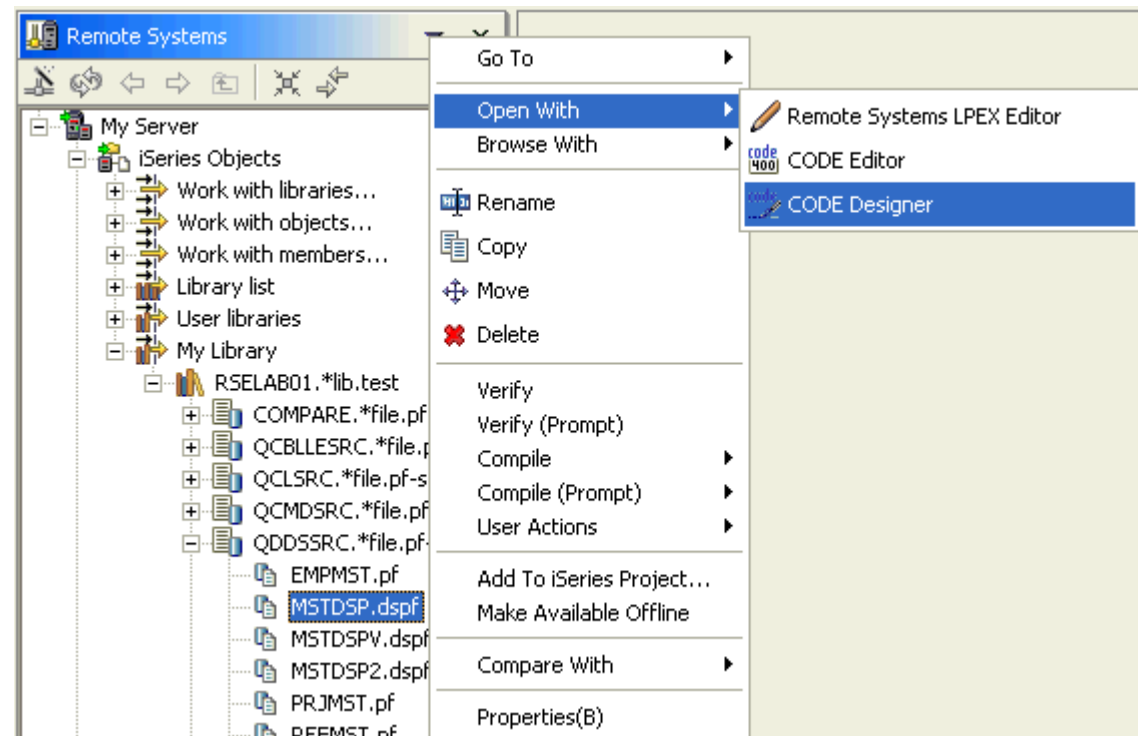 Remote Systems
My Server
iSeries Objects
Work with libraries...
Work with objects...
Work with members...
Library list
User libraries
My Library
RSELAB01.*lib.test
COMPARE.*file.pf
QCBLLESRC.*file.p
QCLSRC.*file.pf-s
QCMDSRC.*file.pf
QDDSSRC.*file.pf-
EMPMST.pf
MSTDSP.dspf
MSTDSPV.dspf
MSTDSP2.dspf
PRJMST.pf
Go To
Open With
Browse With
Rename
Copy
Move
Delete
Verify
Verify (Prompt)
Compile
Compile (Prompt)
User Actions
Add To iSeries Project...
Make Available Offline
Compare With
Properties(B)
Remote Systems LPEX Editor
code 400 CODE Editor
CODE Designer